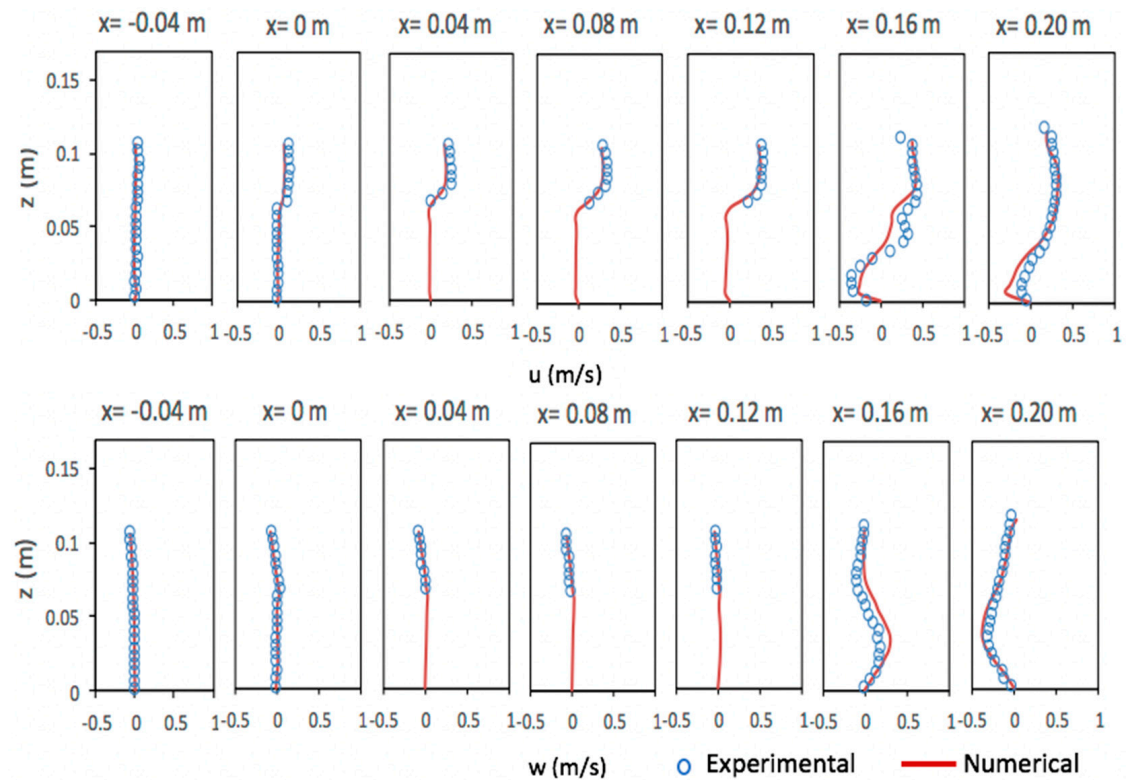 x= -0.04 m x= 0 m x= 0.04 m x= 0.08 m x= 0.12 m x= 0.16 m x= 0.20 m
0.15
0.1
0.05
0
z (m)
-0.5 0 0.5 1 -0.5 0 0.5 1 -0.5 0 0.5 1 -0.5 0 0.5 1 -0.5 0 0.5 1 -0.5 0 0.5 1 -0.5 0 0.5 1
u (m/s)
x= -0.04 m x= 0 m x= 0.04 m x= 0.08 m x= 0.12 m x= 0.16 m x= 0.20 m
0.15
0.1
0.05
0
z (m)
-0.5 0 0.5 1 -0.5 0 0.5 1 -0.5 0 0.5 1 -0.5 0 0.5 1 -0.5 0 0.5 1 -0.5 0 0.5 1 -0.5 0 0.5 1
w (m/s) Experimental Numerical